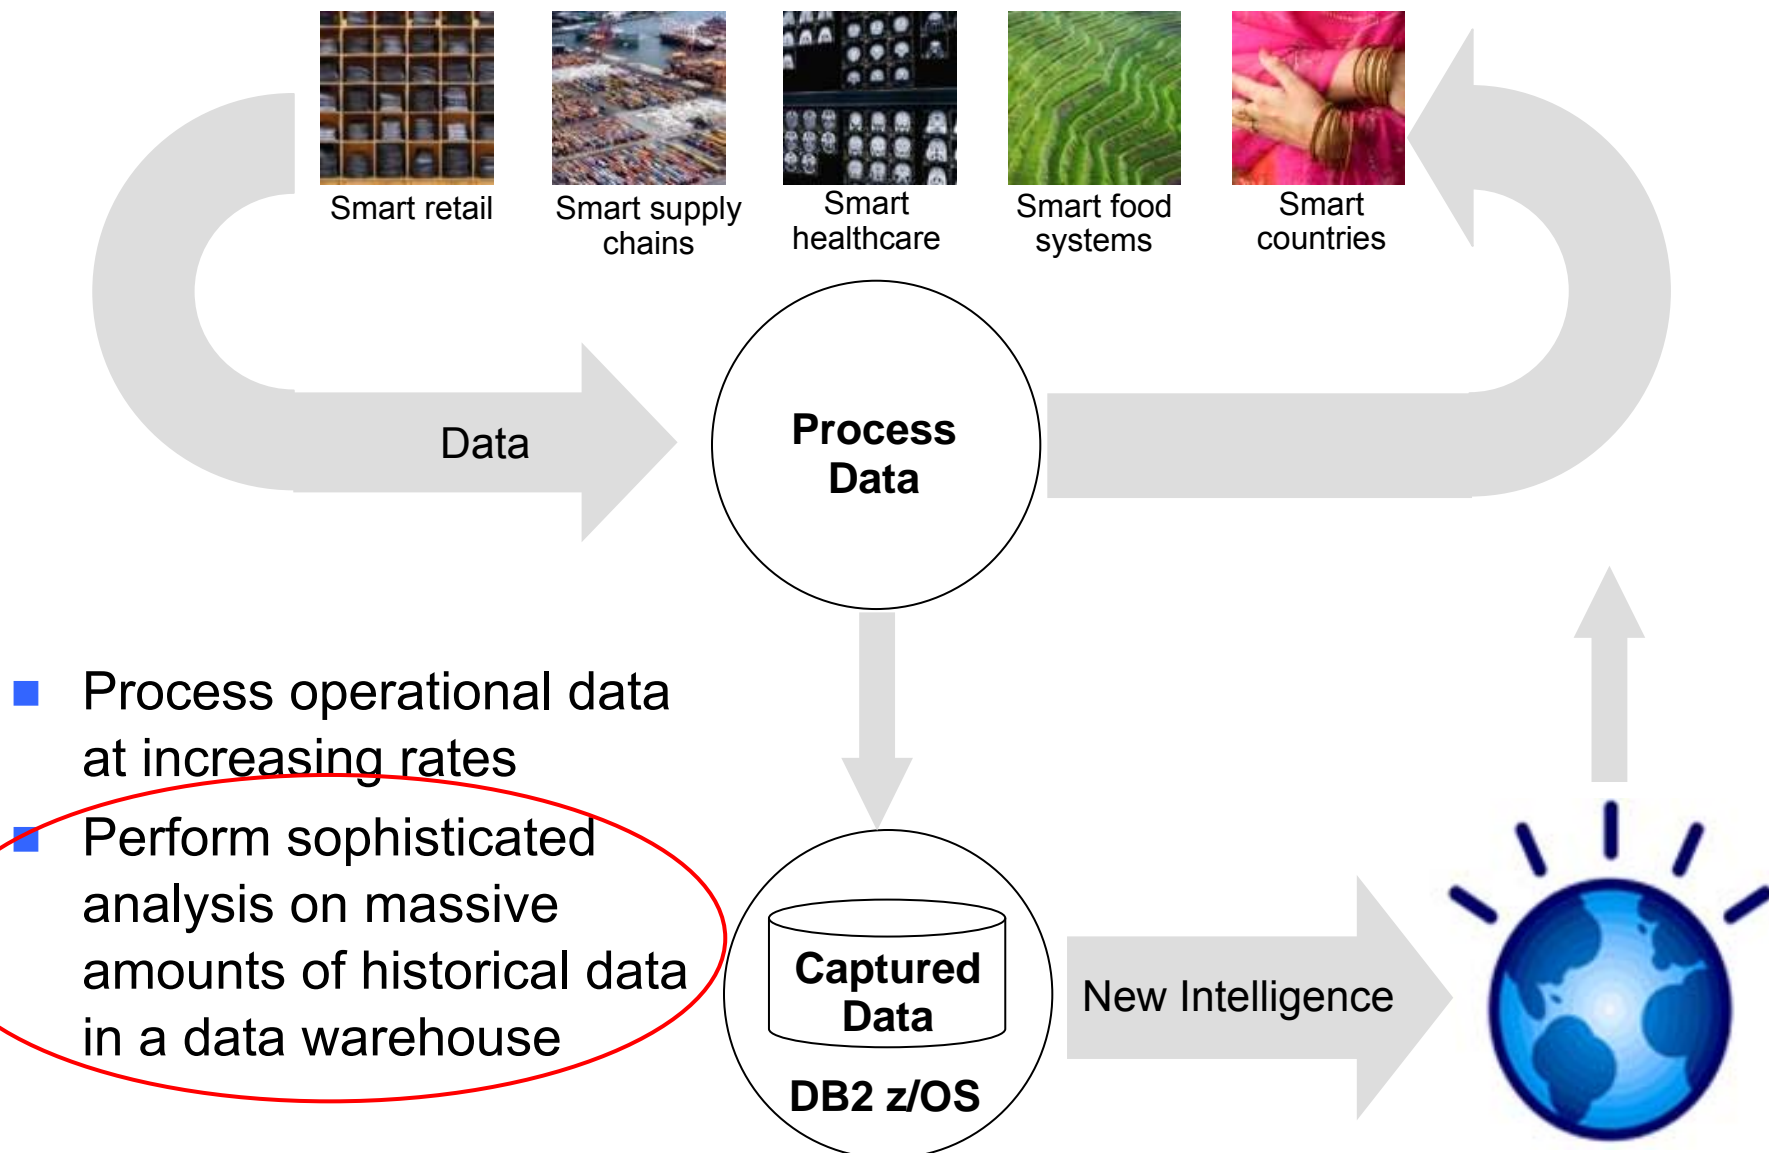 Smart retail
Smart supply
chains
Smart
healthcare
Smart food
systems
Smart
countries
Data
Process
Data
Process operational data
at increasing rates
Perform sophisticated
analysis on massive
amounts of historical data
in a data warehouse
Captured
Data
DB2 z/OS
New Intelligence